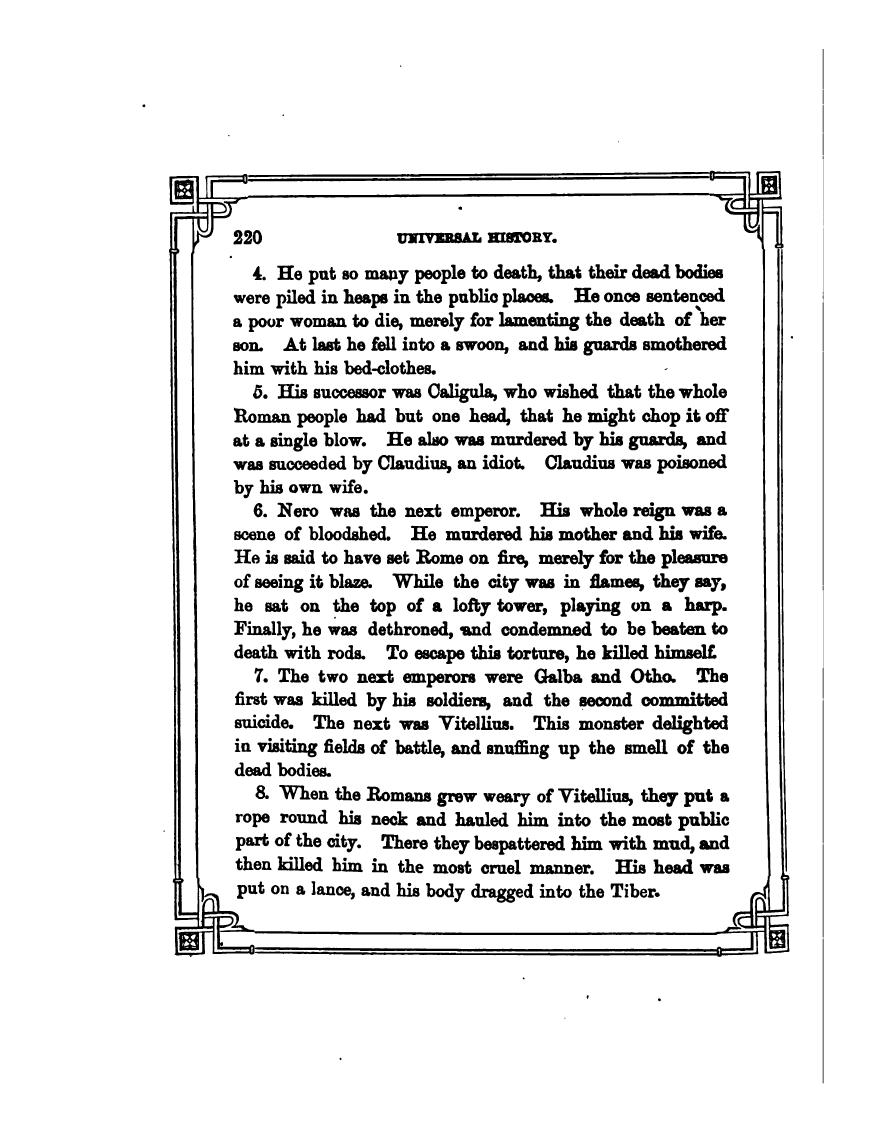 220 UNIVERSAL HISTORY.
4. He put so many people to death, that their dead bodies
were piled in heaps in the public places. He once sentenced
a poor woman to die, merely for lamenting the death of her
son. At last he fell into a swoon, and his guards smothered
him with his bed-clothes.
5. His successor was Caligula, who wished that the whole
Roman people had but one head, that he might chop it off
at a single blow. He also was murdered by his guards, and
was succeeded by Claudius, an idiot. Claudius was poisoned
by his own wife.
6. Nero was the next emperor. His whole reign was a
scene of bloodshed. He murdered his mother and his wife.
He is said to have set Rome on fire, merely for the pleasure
of seeing it blaze. While the city was in flames, they say,
he sat on the top of a lofty tower, playing on a harp.
Finally, he was dethroned, and condemned to be beaten to
death with rods. To escape this torture, he killed himself.
7. The two next emperors were Galba and Otho. The
first was killed by his soldiers, and the second committed
suicide. The next was Vitellius. This monster delighted
in visiting fields of battle, and snuffing up the smell of the
dead bodies.
8. When the Romans grew weary of Vitellius, they put a
rope round his neck and hauled him into the most public
part of the city. There they bespattered him with mud, and
then killed him in the most cruel manner. His head was
put on a lance, and his body dragged into the Tiber.